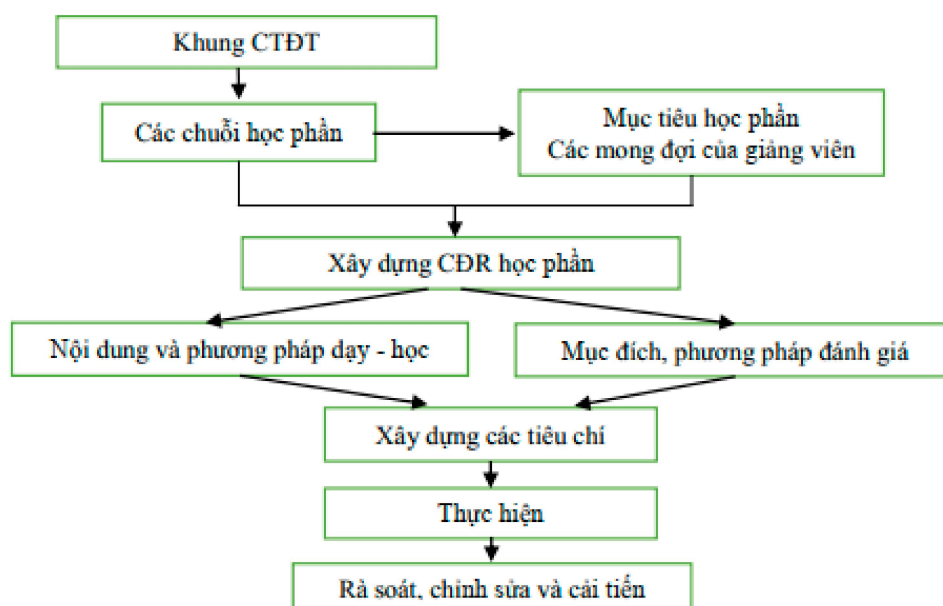 Khung CTĐT
Các chuỗi học phần
Mục tiêu học phần
Các mong đợi của giảng viên
Xây dựng CĐR học phần
Nội dung và phương pháp dạy - học
Mục đích, phương pháp đánh giá
Xây dựng các tiêu chí
Thực hiện
Rà soát, chỉnh sửa và cải tiến